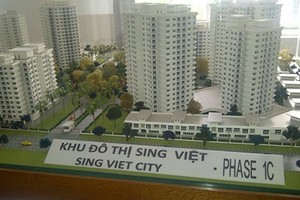 KHU ĐÔ THỊ SING VIỆT
SING VIET CITY
- PHASE 1C